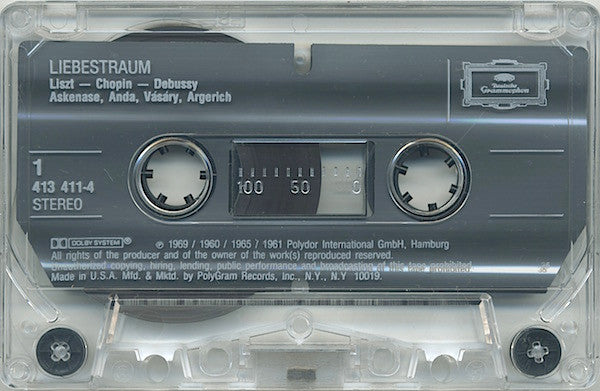 LIEBESTRAUM
Liszt — Chopin — Debussy
Askenase, Anda, Vásáry, Argerich
Deutsche
Grammophon
1
413 411-4
STEREO
100 50 0
DOLBY SYSTEM®
℗ 1969 / 1960 / 1965 / 1961 Polydor International GmbH, Hamburg
All rights of the producer and of the owner of the work(s) reproduced reserved.
Unauthorized copying, hiring, lending, public performance and broadcasting of this tape prohibited.
Made in U.S.A. Mfd. & Mktd. by PolyGram Records, Inc., N.Y., N.Y 10019.